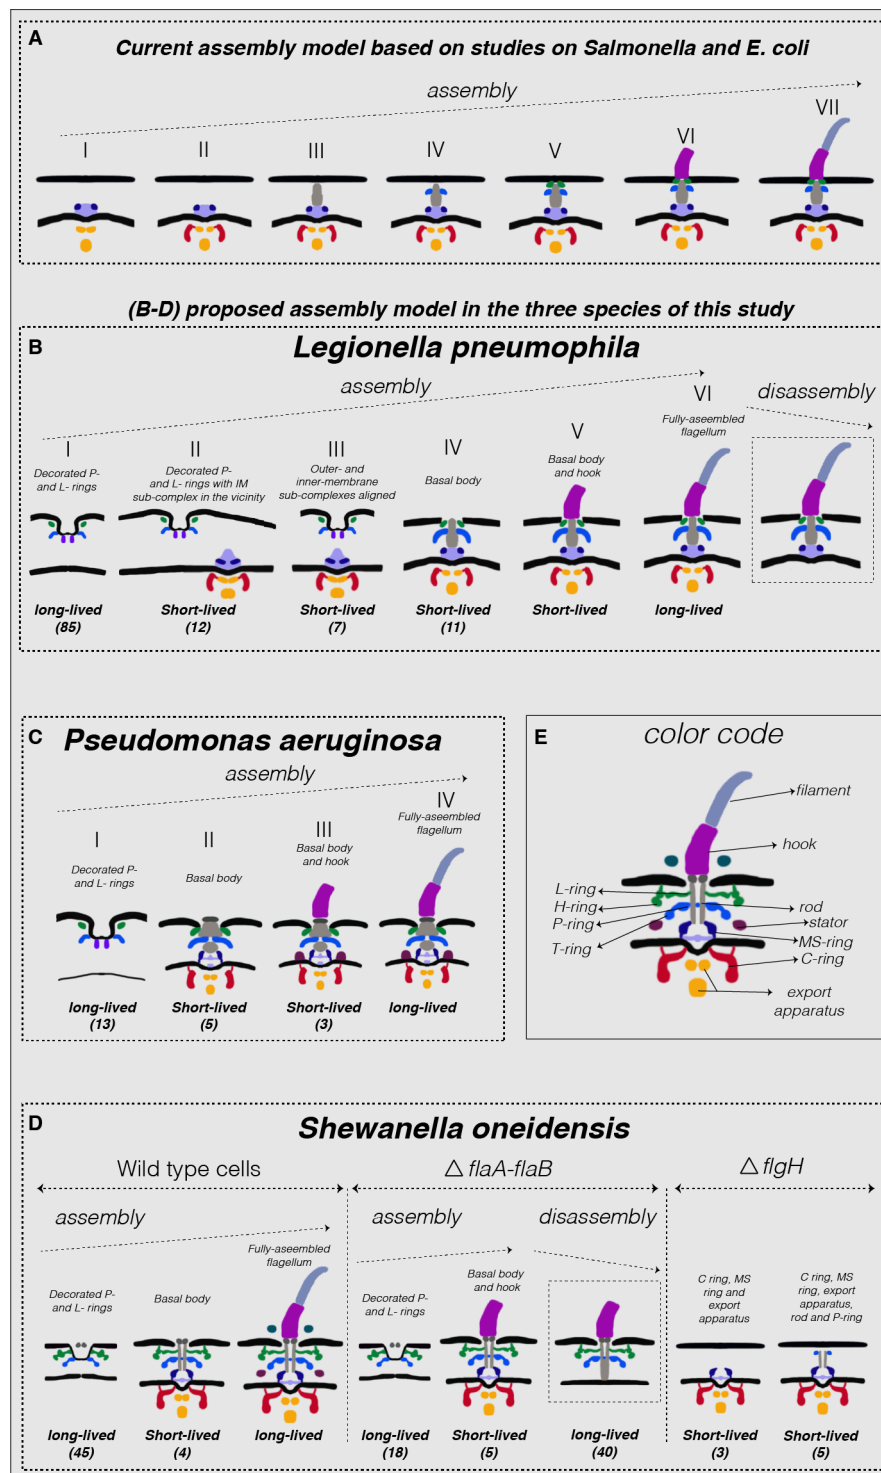 A
Current assembly model based on studies on Salmonella and E. coli
assembly
I
II
III
IV
V
VI
VII
(B-D) proposed assembly model in the three species of this study
B
Legionella pneumophila
assembly
disassembly
I
Decorated P-
and L- rings
long-lived
(85)
II
Decorated P-
and L- rings with IM
sub-complex in the vicinity
Short-lived
(12)
III
Outer- and
inner-membrane
sub-complexes aligned
Short-lived
(7)
IV
Basal body
Short-lived
(11)
V
Basal body
and hook
Short-lived
VI
Fully-aseembled
flagellum
long-lived
C
Pseudomonas aeruginosa
assembly
I
Decorated P-
and L- rings
long-lived
(13)
II
Basal body
Short-lived
(5)
III
Basal body
and hook
Short-lived
(3)
IV
Fully-aseembled
flagellum
long-lived
E
color code
filament
hook
L-ring
H-ring
P-ring
T-ring
rod
stator
MS-ring
C-ring
export
apparatus
D
Shewanella oneidensis
Wild type cells
assembly
Decorated P-
and L- rings
long-lived
(45)
Basal body
Short-lived
(4)
Fully-aseembled
flagellum
long-lived
△ flaA-flaB
assembly
disassembly
Decorated P-
and L- rings
long-lived
(18)
Basal body
and hook
Short-lived
(5)
long-lived
(40)
△ flgH
C ring, MS
ring and
export
apparatus
Short-lived
(3)
C ring, MS
ring, export
apparatus,
rod and P-ring
Short-lived
(5)